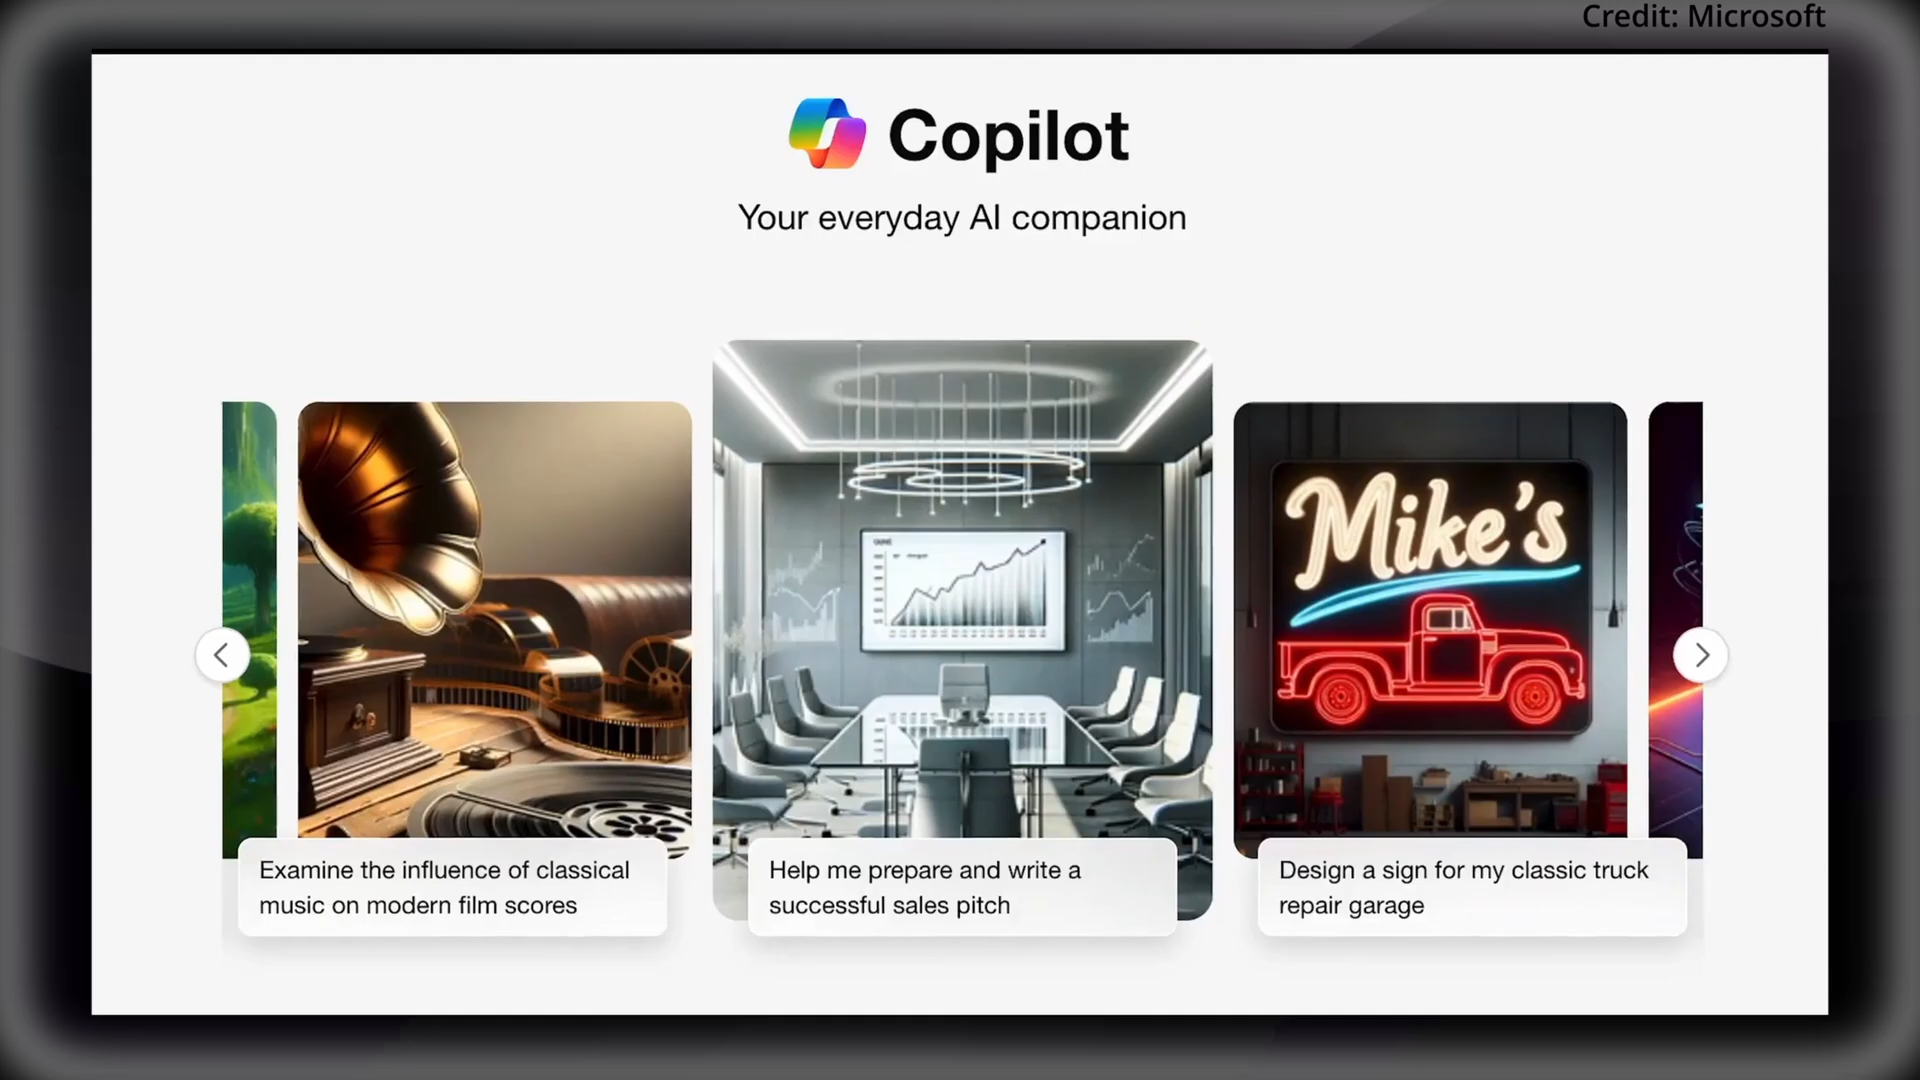 Credit: Microsoft
Copilot
Your everyday AI companion
Mike's
Examine the influence of classical
music on modern film scores
Help me prepare and write a
successful sales pitch
Design a sign for my classic truck
repair garage